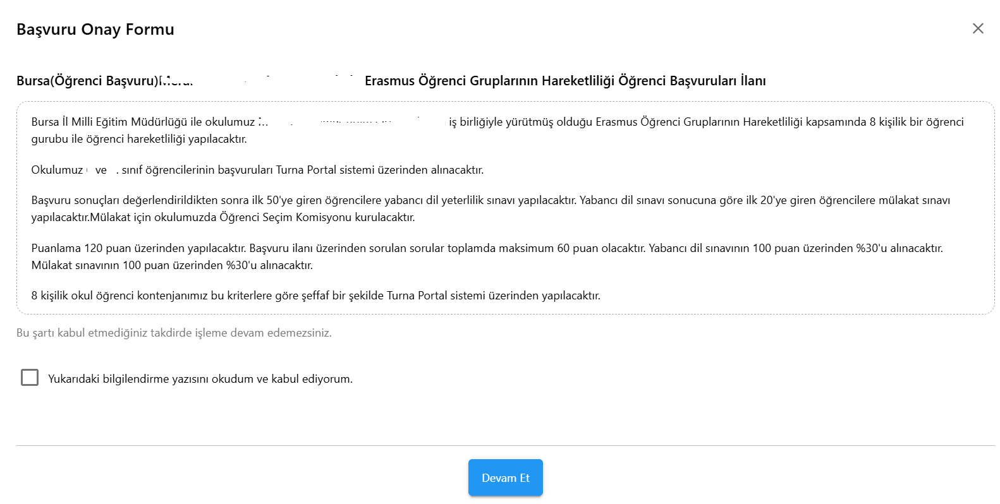 Başvuru Onay Formu
Bursa(Öğrenci Başvuru) Erasmus Öğrenci Gruplarının Hareketliliği Öğrenci Başvuruları İlanı
Bursa İl Milli Eğitim Müdürlüğü ile okulumuz iş birliğiyle yürütmüş olduğu Erasmus Öğrenci Gruplarının Hareketliliği kapsamında 8 kişilik bir öğrenci
gurubu ile öğrenci hareketliliği yapılacaktır.
Okulumuz ve . sınıf öğrencilerinin başvuruları Turna Portal sistemi üzerinden alınacaktır.
Başvuru sonuçları değerlendirildikten sonra ilk 50'ye giren öğrencilere yabancı dil yeterlilik sınavı yapılacaktır. Yabancı dil sınavı sonucuna göre ilk 20'ye giren öğrencilere mülakat sınavı
yapılacaktır.Mülakat için okulumuzda Öğrenci Seçim Komisyonu kurulacaktır.
Puanlama 120 puan üzerinden yapılacaktır. Başvuru ilanı üzerinden sorulan sorular toplamda maksimum 60 puan olacaktır. Yabancı dil sınavının 100 puan üzerinden %30'u alınacaktır.
Mülakat sınavının 100 puan üzerinden %30'u alınacaktır.
8 kişilik okul öğrenci kontenjanımız bu kriterlere göre şeffaf bir şekilde Turna Portal sistemi üzerinden yapılacaktır.
Bu şartı kabul etmediğiniz takdirde işleme devam edemezsiniz.
Yukarıdaki bilgilendirme yazısını okudum ve kabul ediyorum.
Devam Et